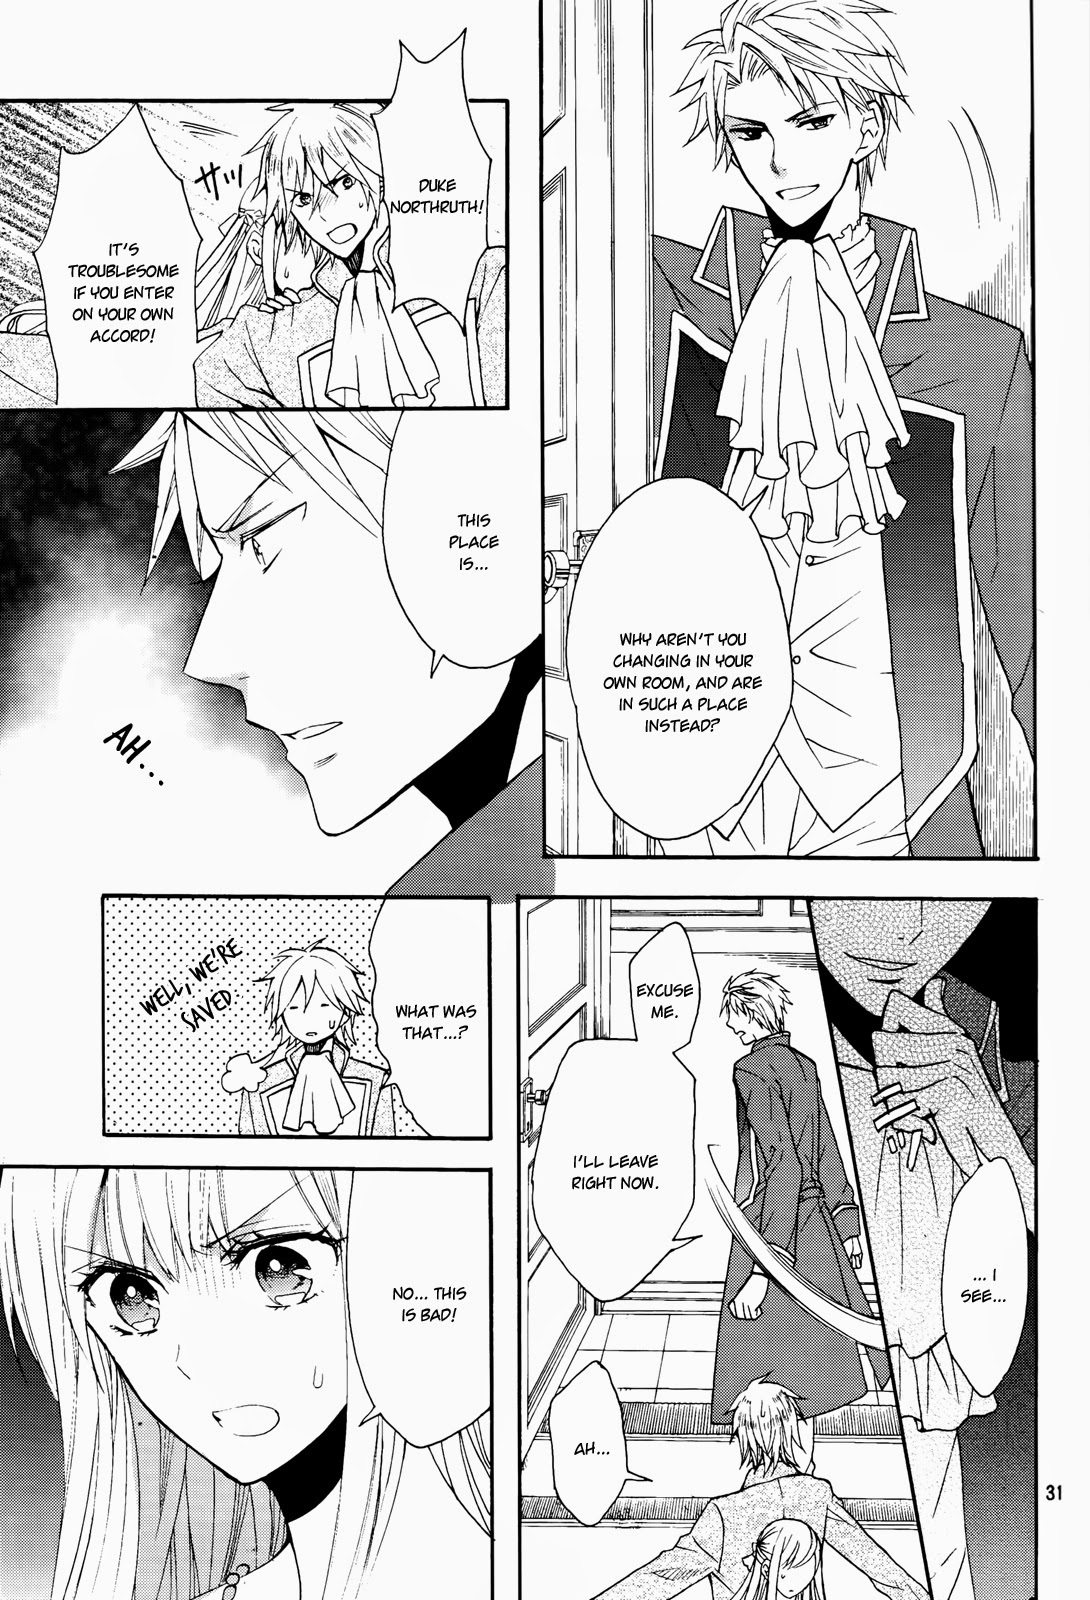 WHY AREN'T YOU
CHANGING IN YOUR
OWN ROOM, AND ARE
IN SUCH A PLACE
INSTEAD?
DUKE
NORTHRUTH!
ザッ
IT'S
TROUBLESOME
IF YOU ENTER
ON YOUR OWN
ACCORD!
THIS
PLACE
IS...
AH...
... I
SEE...
EXCUSE
ME.
I'LL LEAVE
RIGHT NOW.
AH...
WHAT WAS
THAT...?
WELL, WE'RE
SAVED
NO... THIS
IS BAD!
31